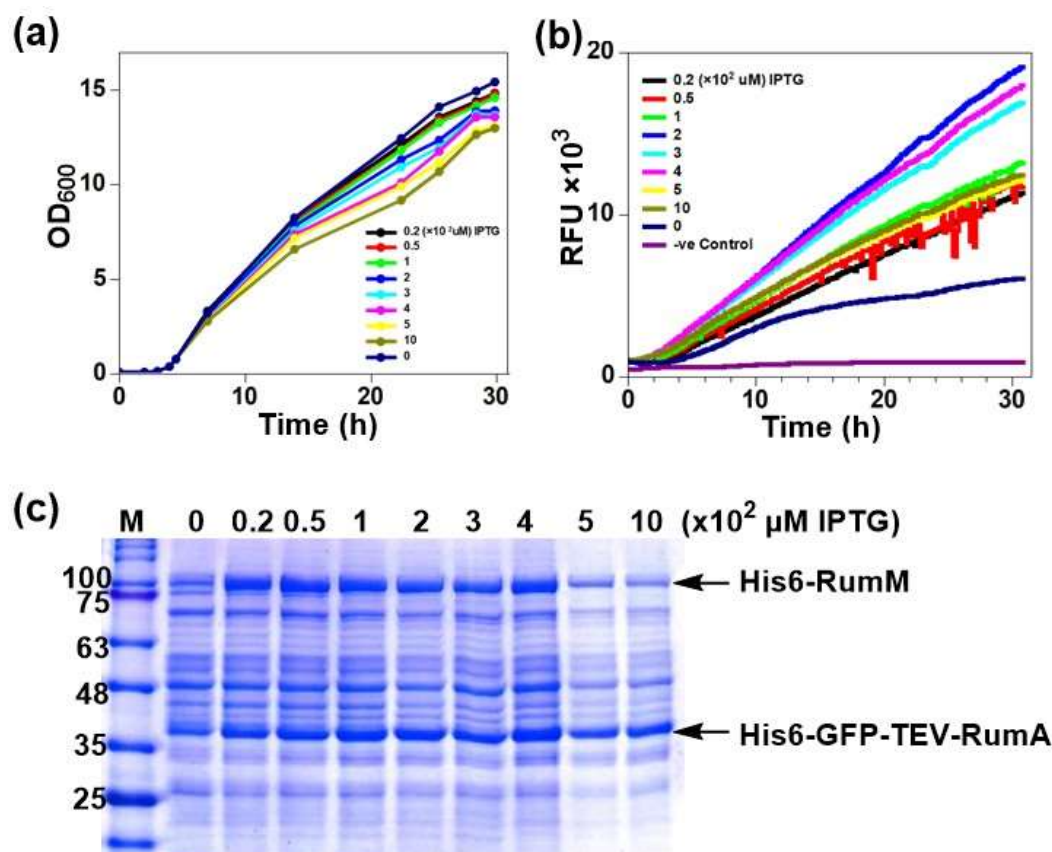 (a)
15
10
5
0
OD600
0 10 20 30
Time (h)
0.2 (×10 ²uM) IPTG
0.5
1
2
3
4
5
10
0
(b)
20
10
0
RFU ×10³
0 10 20 30
Time (h)
0.2 (×10² uM) IPTG
0.5
1
2
3
4
5
10
0
-ve Control
(c)
M 0 0.2 0.5 1 2 3 4 5 10 (x10² µM IPTG)
100
75
63
48
35
25
His6-RumM
His6-GFP-TEV-RumA